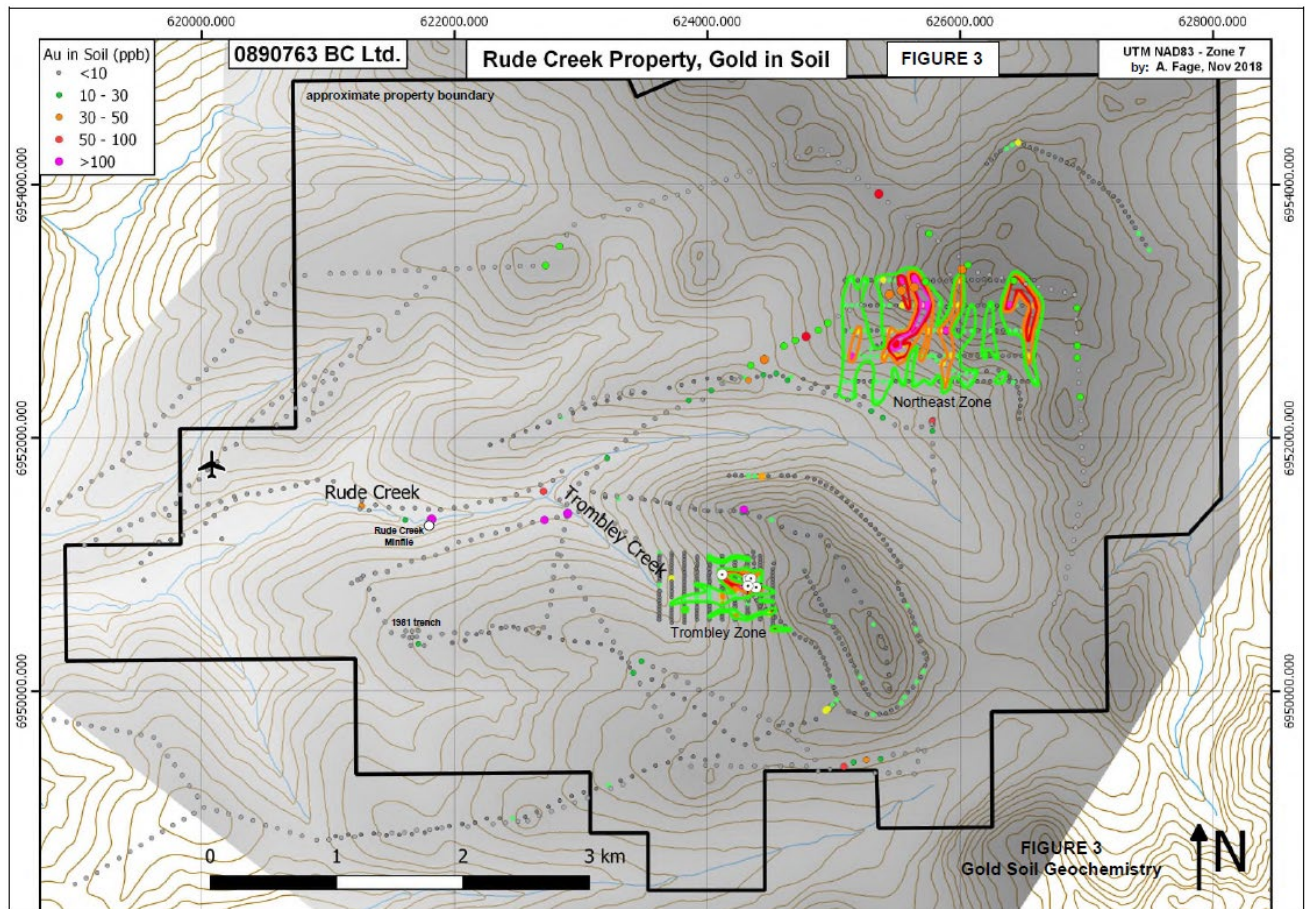 620000.000
622000.000
624000.000
626000.000
628000.000
Au in Soil (ppb)
<10
10 - 30
30 - 50
50 - 100
>100
0890763 BC Ltd.
Rude Creek Property, Gold in Soil
FIGURE 3
UTM NAD83 - Zone 7
by: A. Fage, Nov 2018
approximate property boundary
6954000.000
6954000.000
Northeast Zone
6952000.000
6952000.000
Rude Creek
Rude Creek
Minfile
Trombley Creek
1981 trench
Trombley Zone
6950000.000
6950000.000
0
1
2
3 km
FIGURE 3
Gold Soil Geochemistry
N